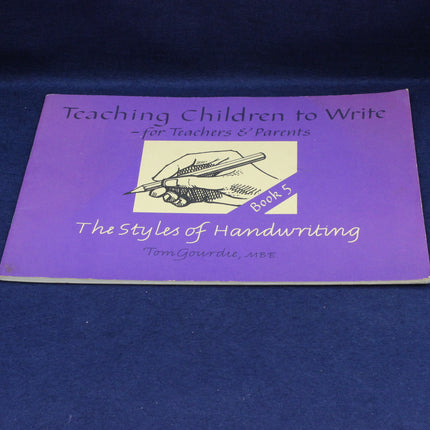 Teaching Children to Write
-for Teachers & Parents
Book 5
The Styles of Handwriting
Tom Gourdie, MBE